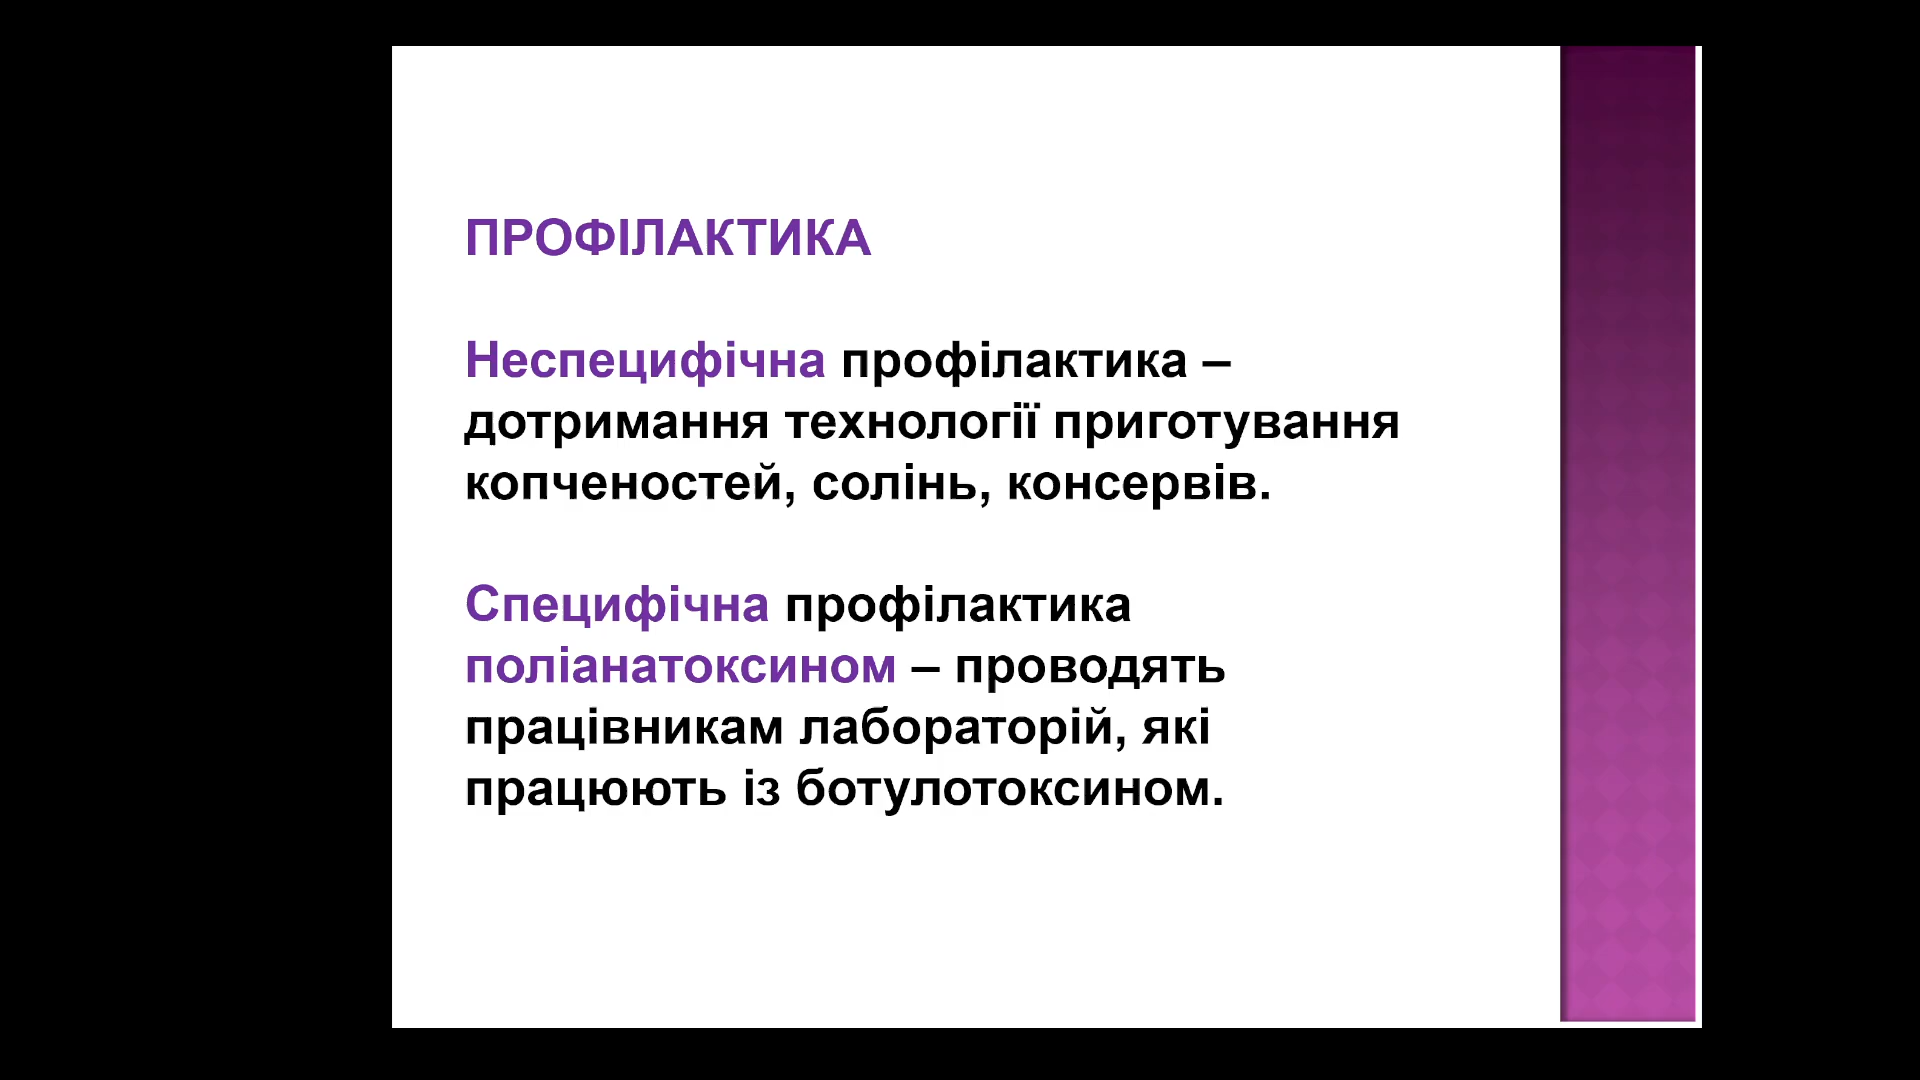 ПРОФІЛАКТИКА
Неспецифічна профілактика –
дотримання технології приготування
копченостей, солінь, консервів.
Специфічна профілактика
поліанатоксином – проводять
працівникам лабораторій, які
працюють із ботулотоксином.